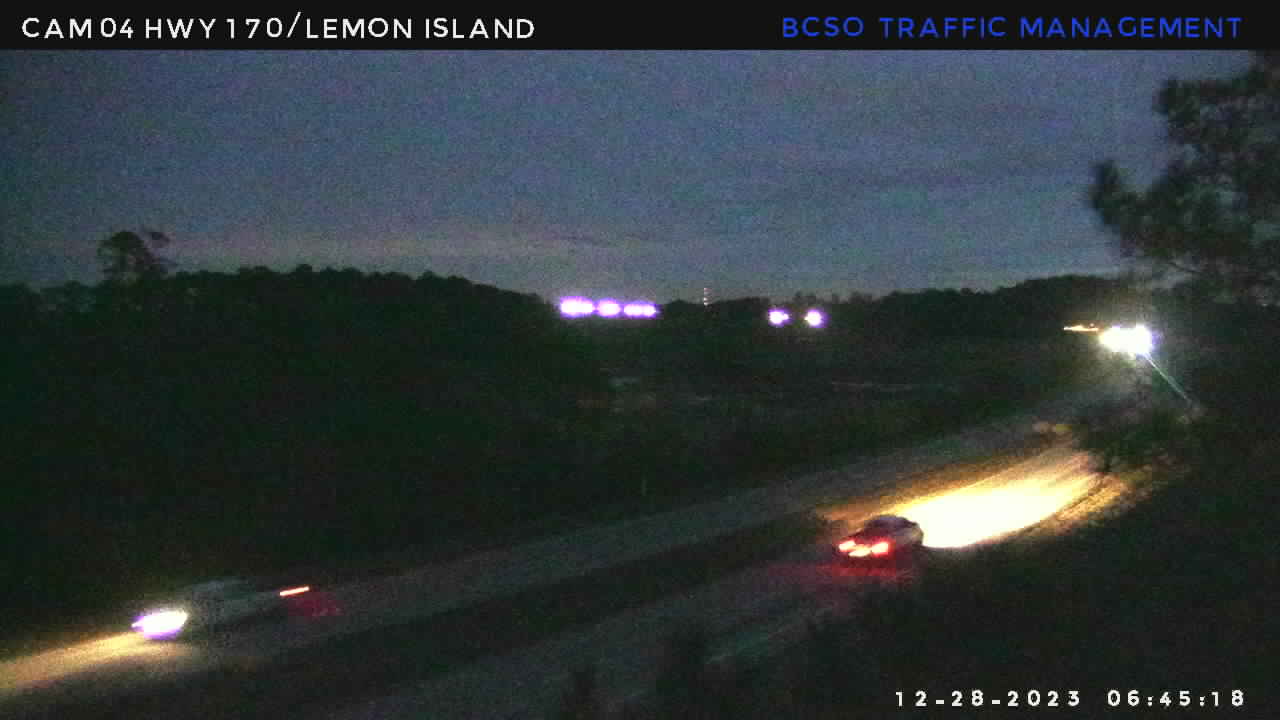 CAM04 HWY 170/LEMON ISLAND
BCSO TRAFFIC MANAGEMENT
12-28-2023 06:45:18